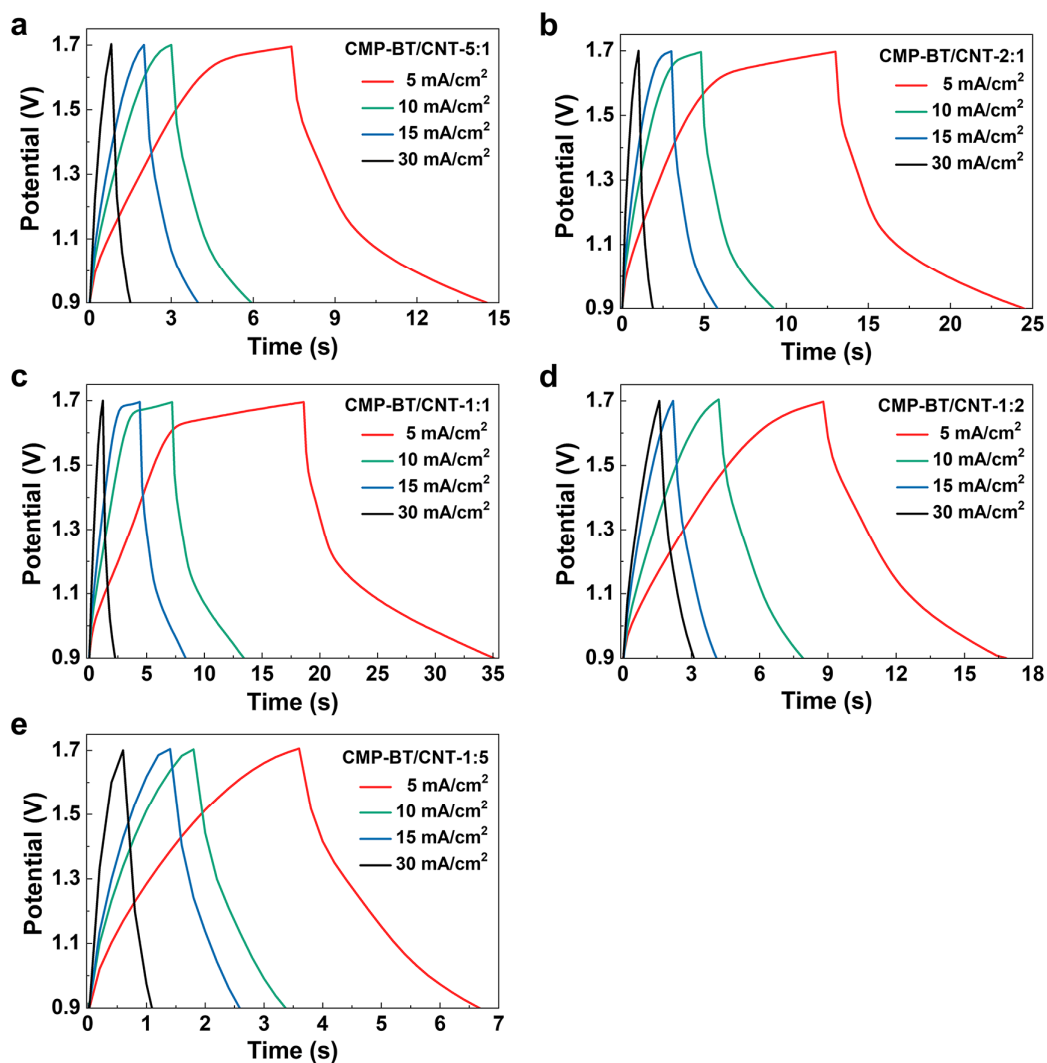 a
CMP-BT/CNT-5:1
5 mA/cm²
10 mA/cm²
15 mA/cm²
30 mA/cm²
Potential (V)
1.7
1.5
1.3
1.1
0.9
0 3 6 9 12 15
Time (s)
b
CMP-BT/CNT-2:1
5 mA/cm²
10 mA/cm²
15 mA/cm²
30 mA/cm²
Potential (V)
1.7
1.5
1.3
1.1
0.9
0 5 10 15 20 25
Time (s)
c
CMP-BT/CNT-1:1
5 mA/cm²
10 mA/cm²
15 mA/cm²
30 mA/cm²
Potential (V)
1.7
1.5
1.3
1.1
0.9
0 5 10 15 20 25 30 35
Time (s)
d
CMP-BT/CNT-1:2
5 mA/cm²
10 mA/cm²
15 mA/cm²
30 mA/cm²
Potential (V)
1.7
1.5
1.3
1.1
0.9
0 3 6 9 12 15 18
Time (s)
e
CMP-BT/CNT-1:5
5 mA/cm²
10 mA/cm²
15 mA/cm²
30 mA/cm²
Potential (V)
1.7
1.5
1.3
1.1
0.9
0 1 2 3 4 5 6 7
Time (s)